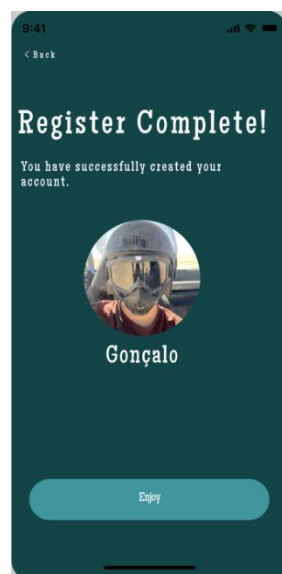 9:41
< Back
Register Complete!
You have successfully created your
account.
Gonçalo
Enjoy